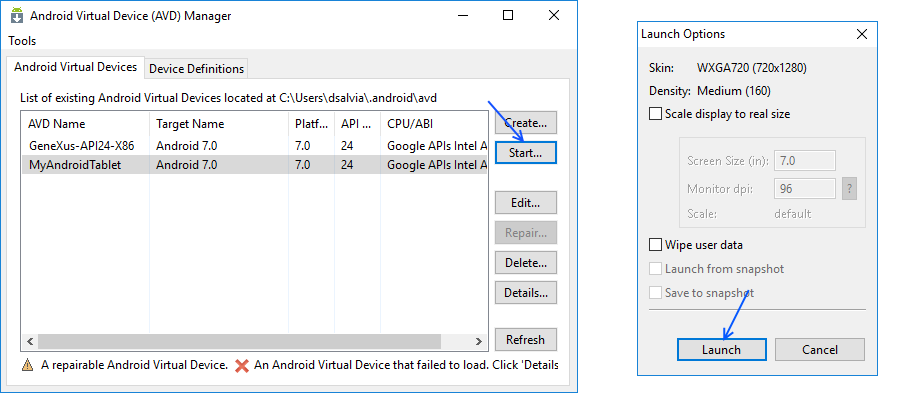 Android Virtual Device (AVD) Manager
Tools
Android Virtual Devices
Device Definitions
List of existing Android Virtual Devices located at C:\Users\dsalvia\.android\avd
AVD Name Target Name Platf... API ... CPU/ABI
GeneXus-API24-X86 Android 7.0 7.0 24 Google APIs Intel A
MyAndroidTablet Android 7.0 7.0 24 Google APIs Intel A
Create...
Start...
Edit...
Repair...
Delete...
Details...
Refresh
A repairable Android Virtual Device. An Android Virtual Device that failed to load. Click 'Details
Launch Options
Skin: WXGA720 (720x1280)
Density: Medium (160)
Scale display to real size
Screen Size (in): 7.0
Monitor dpi: 96 ?
Scale: default
Wipe user data
Launch from snapshot
Save to snapshot
Launch Cancel